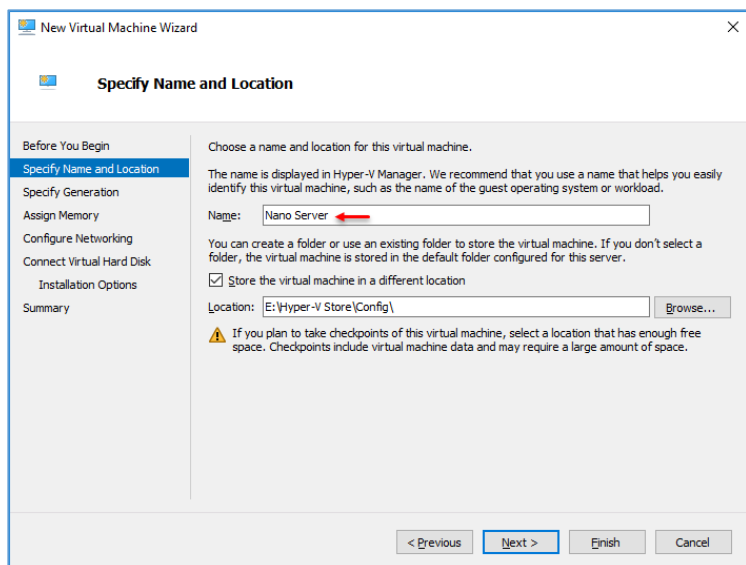 New Virtual Machine Wizard
Specify Name and Location
Before You Begin
Specify Name and Location
Specify Generation
Assign Memory
Configure Networking
Connect Virtual Hard Disk
Installation Options
Summary
Choose a name and location for this virtual machine.
The name is displayed in Hyper-V Manager. We recommend that you use a name that helps you easily
identify this virtual machine, such as the name of the guest operating system or workload.
Name: Nano Server
You can create a folder or use an existing folder to store the virtual machine. If you don't select a
folder, the virtual machine is stored in the default folder configured for this server.
Store the virtual machine in a different location
Location: E:\Hyper-V Store\Config\ Browse...
If you plan to take checkpoints of this virtual machine, select a location that has enough free
space. Checkpoints include virtual machine data and may require a large amount of space.
< Previous Next > Finish Cancel